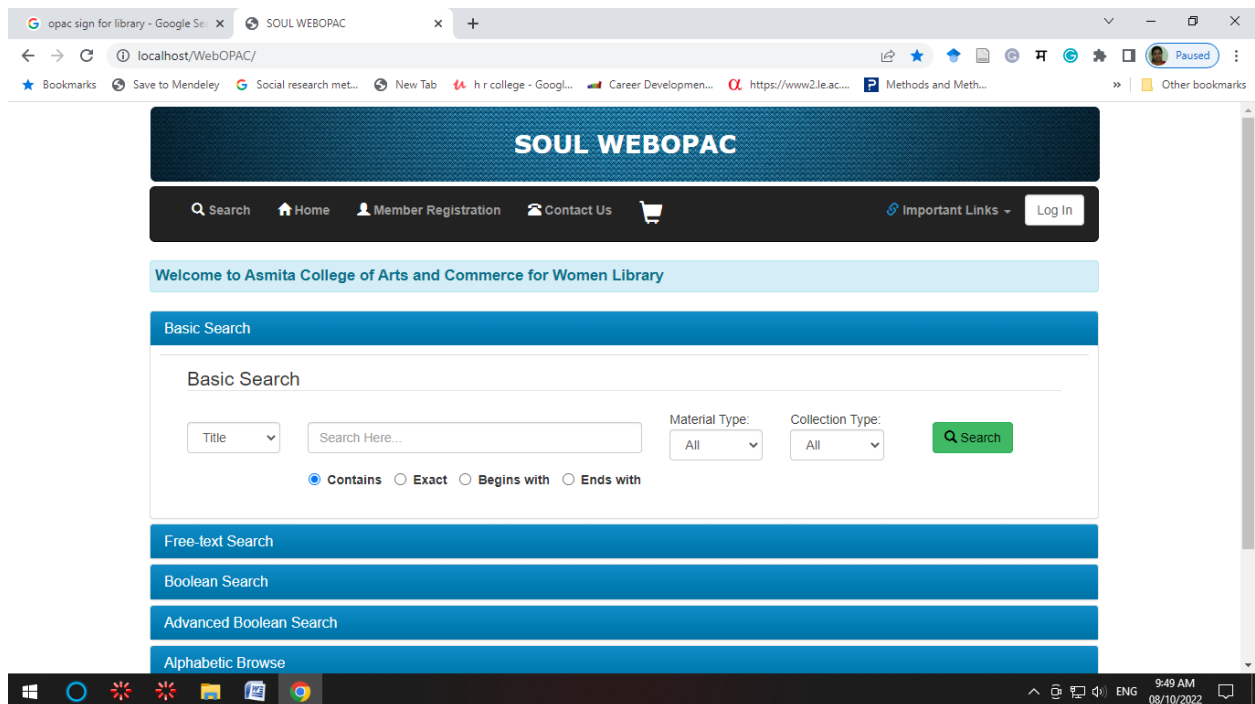 opac sign for library - Google Se
SOUL WEBOPAC
localhost/WebOPAC/
Paused
Bookmarks Save to Mendeley Social research met... New Tab h r college - Googl... Career Developmen... https://www2.le.ac.... Methods and Meth... » Other bookmarks
SOUL WEBOPAC
Search Home Member Registration Contact Us Important Links Log In
Welcome to Asmita College of Arts and Commerce for Women Library
Basic Search
Basic Search
Material Type: Collection Type:
Title Search Here... All All Search
Contains Exact Begins with Ends with
Free-text Search
Boolean Search
Advanced Boolean Search
Alphabetic Browse
ENG
9:49 AM
08/10/2022